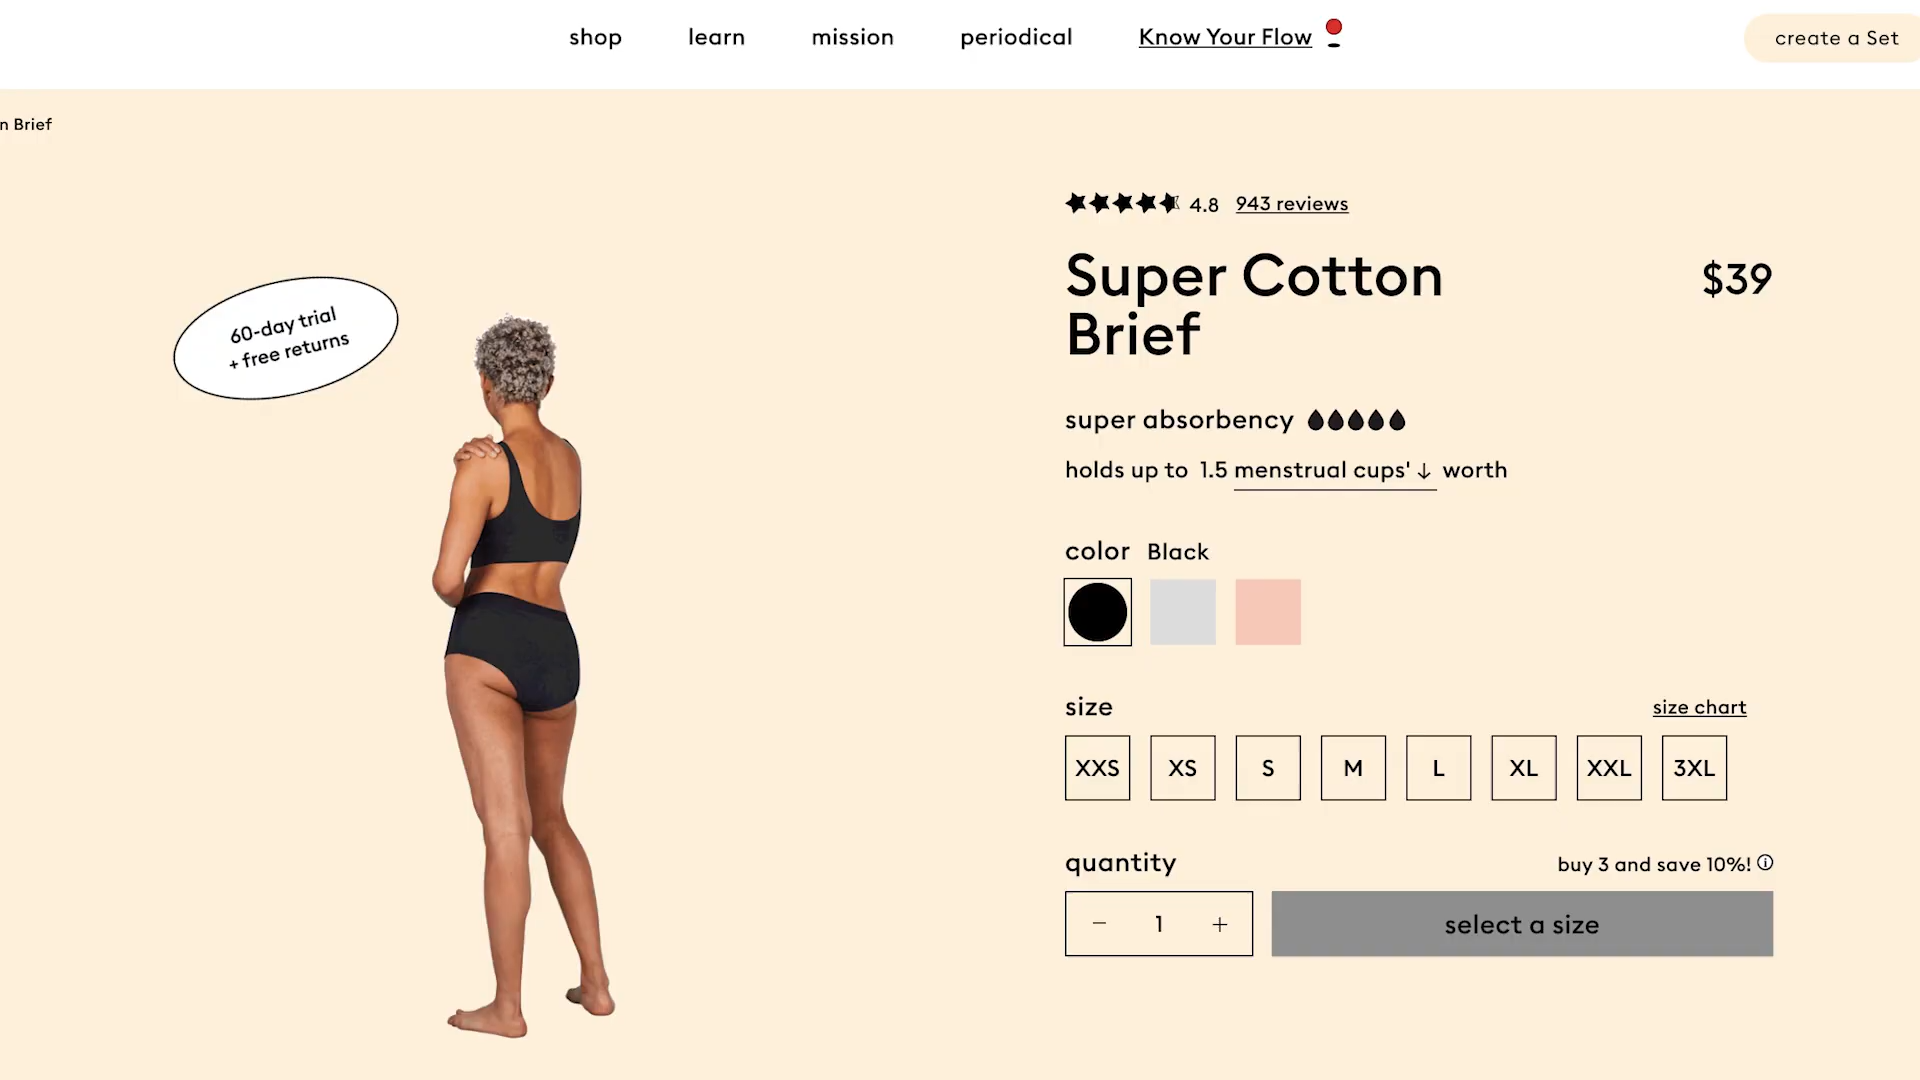 shop learn mission periodical Know Your Flow
create a Set
n Brief
60-day trial
+ free returns
4.8 943 reviews
Super Cotton
Brief
$39
super absorbency
holds up to 1.5 menstrual cups' ↓ worth
color Black
size
size chart
XXS XS S M L XL XXL 3XL
quantity
buy 3 and save 10%!
− 1 +
select a size